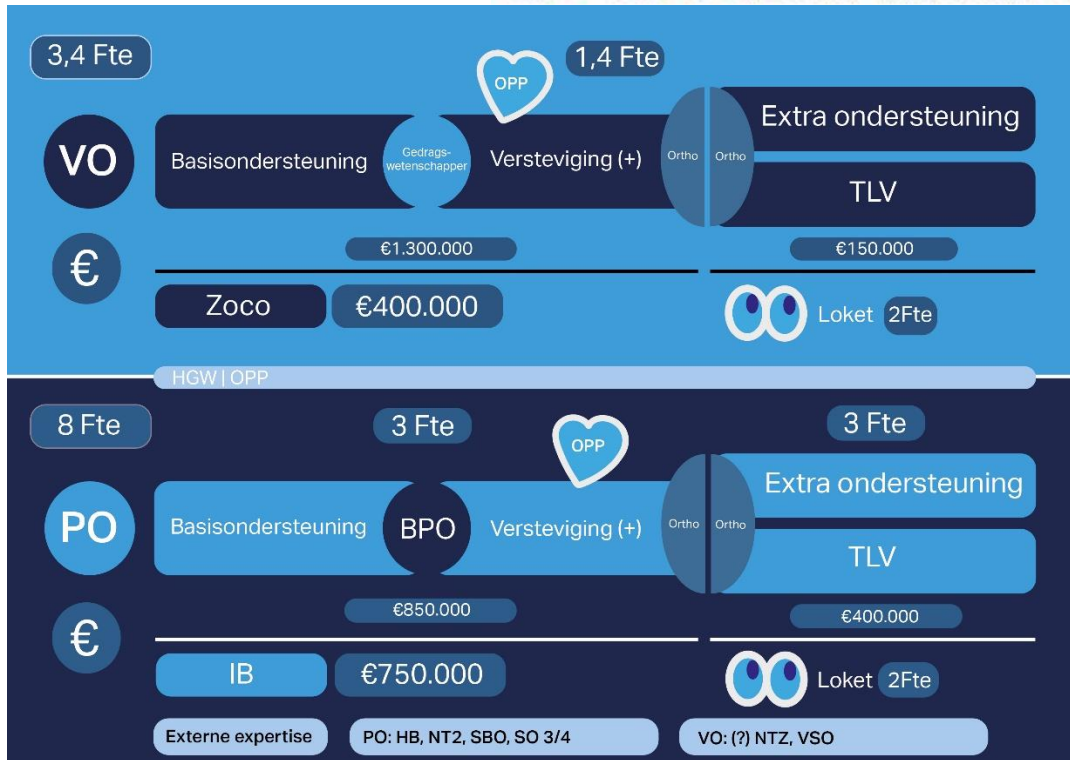 3,4 Fte
OPP
1,4 Fte
VO
Basisondersteuning
Gedrags-
wetenschapper
Versteviging (+)
Ortho
Ortho
Extra ondersteuning
TLV
€1.300.000
€150.000
€
Zoco
€400.000
Loket
2Fte
HGW | OPP
8 Fte
3 Fte
OPP
3 Fte
PO
Basisondersteuning
BPO
Versteviging (+)
Ortho
Ortho
Extra ondersteuning
TLV
€850.000
€400.000
€
IB
€750.000
Loket
2Fte
Externe expertise
PO: HB, NT2, SBO, SO 3/4
VO: (?) NTZ, VSO